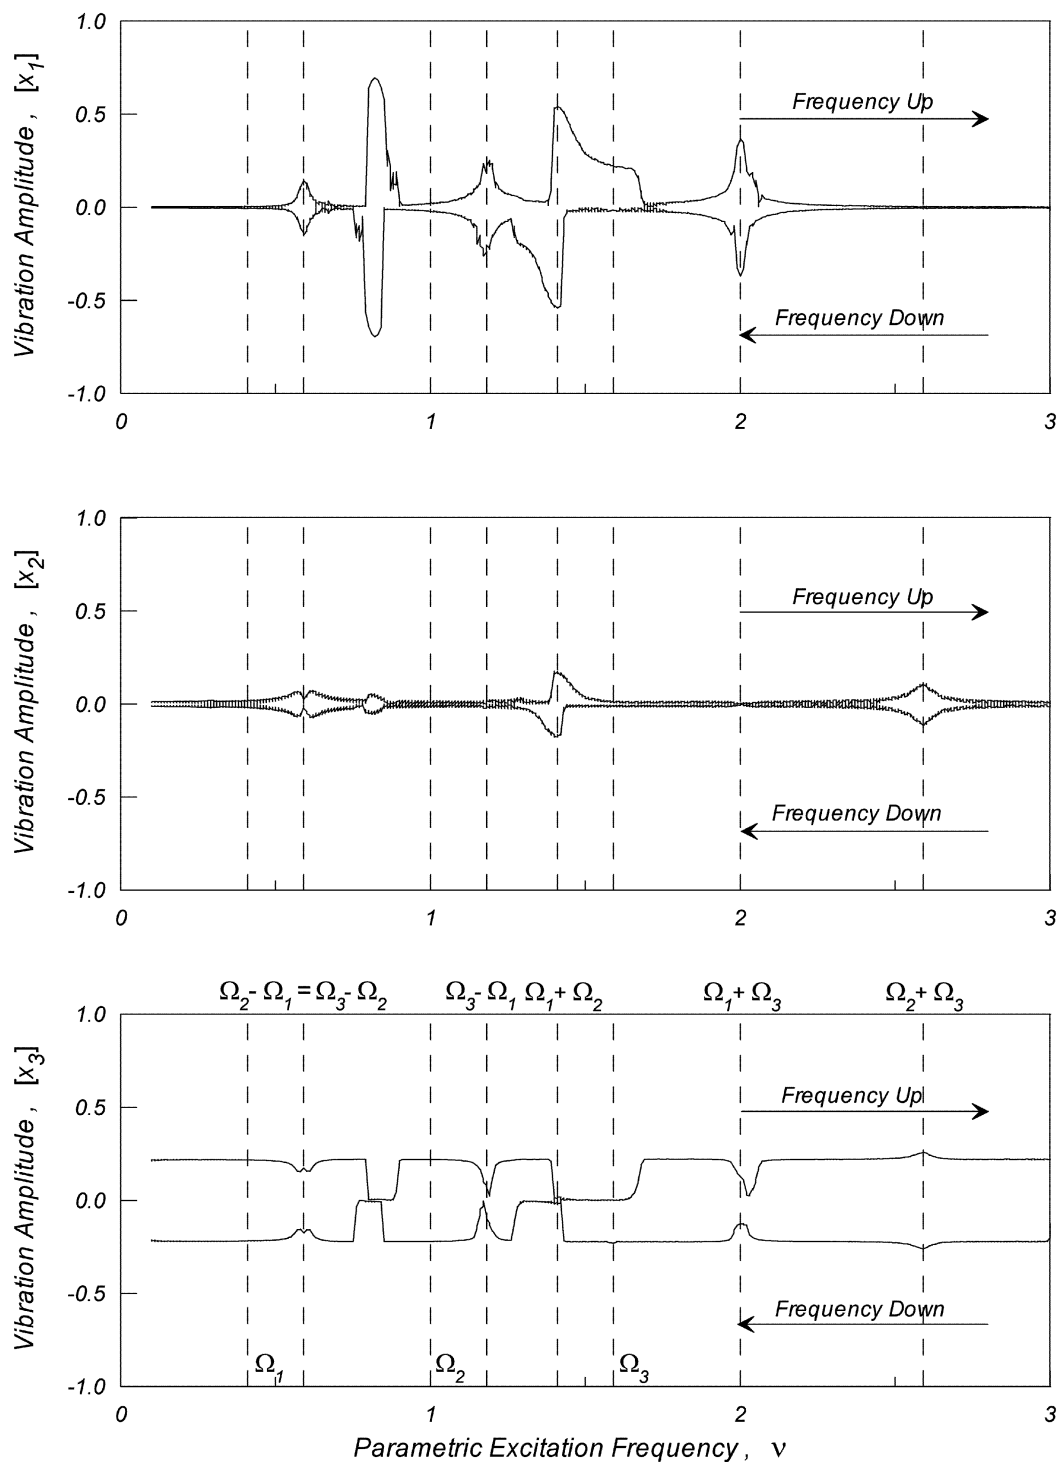 1.0
0.5
0.0
-0.5
-1.0
Vibration Amplitude , [x1]
Frequency Up
Frequency Down
0 1 2 3
1.0
0.5
0.0
-0.5
-1.0
Vibration Amplitude , [x2]
Frequency Up
Frequency Down
0 1 2 3
Ω2- Ω1 = Ω3- Ω2 Ω3- Ω1 Ω1+ Ω2 Ω1+ Ω3 Ω2+ Ω3
1.0
0.5
0.0
-0.5
-1.0
Vibration Amplitude , [x3]
Frequency Up
Frequency Down
Ω1 Ω2 Ω3
0 1 2 3
Parametric Excitation Frequency , ν